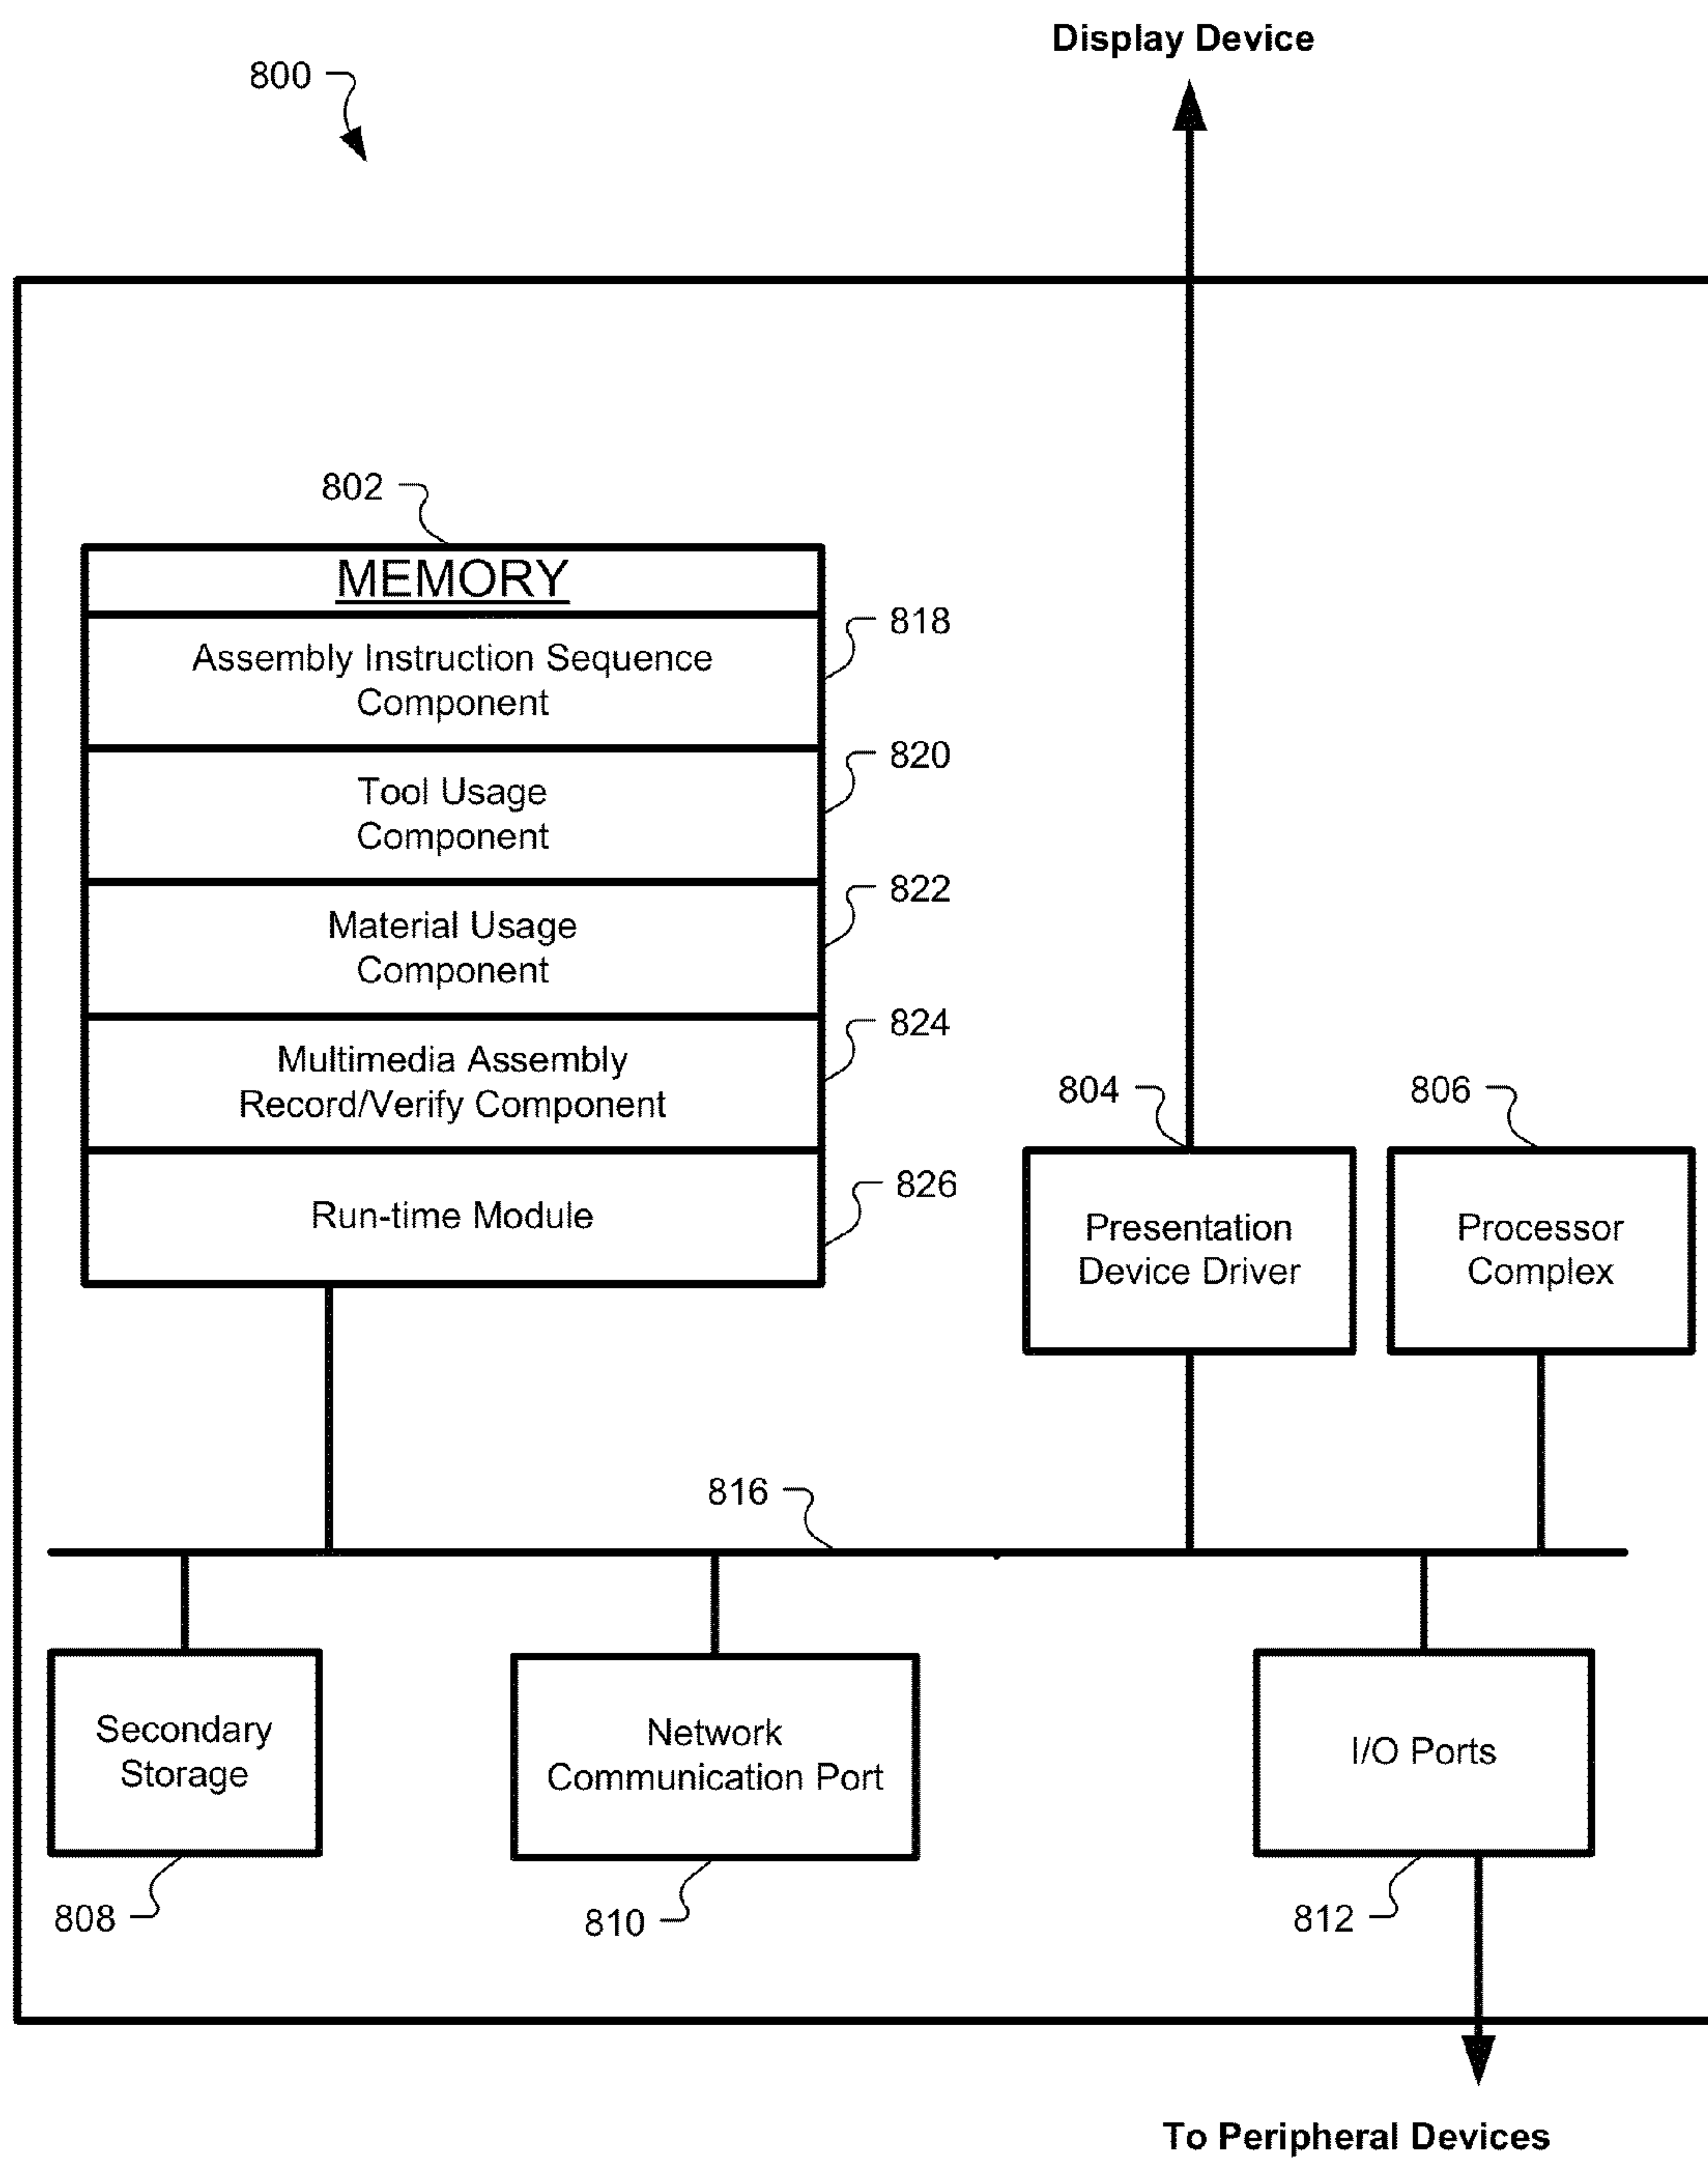 Display Device
800
802
MEMORY
818
Assembly Instruction Sequence
Component
820
Tool Usage
Component
822
Material Usage
Component
824
Multimedia Assembly
Record/Verify Component
826
Run-time Module
804
Presentation
Device Driver
806
Processor
Complex
816
Secondary
Storage
808
Network
Communication Port
810
I/O Ports
812
To Peripheral Devices